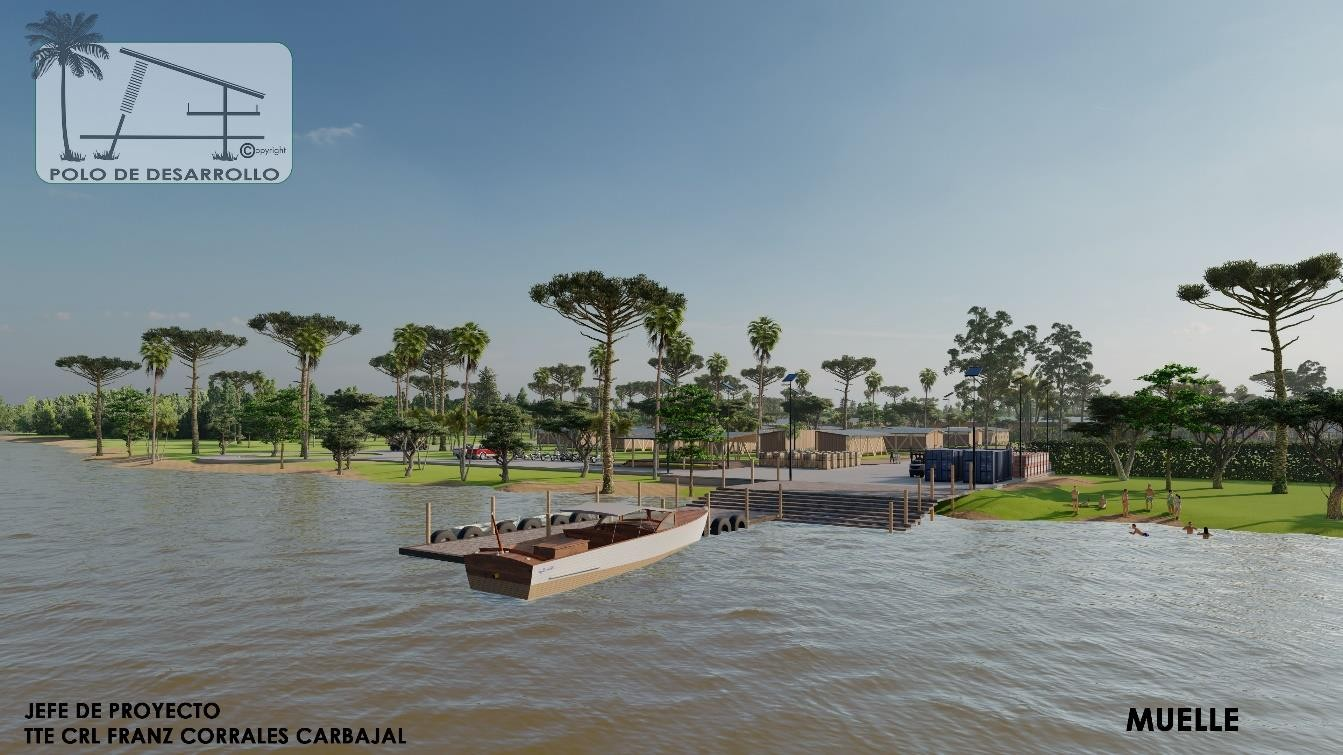 ©opyright
POLO DE DESARROLLO
JEFE DE PROYECTO
TTE CRL FRANZ CORRALES CARBAJAL
MUELLE